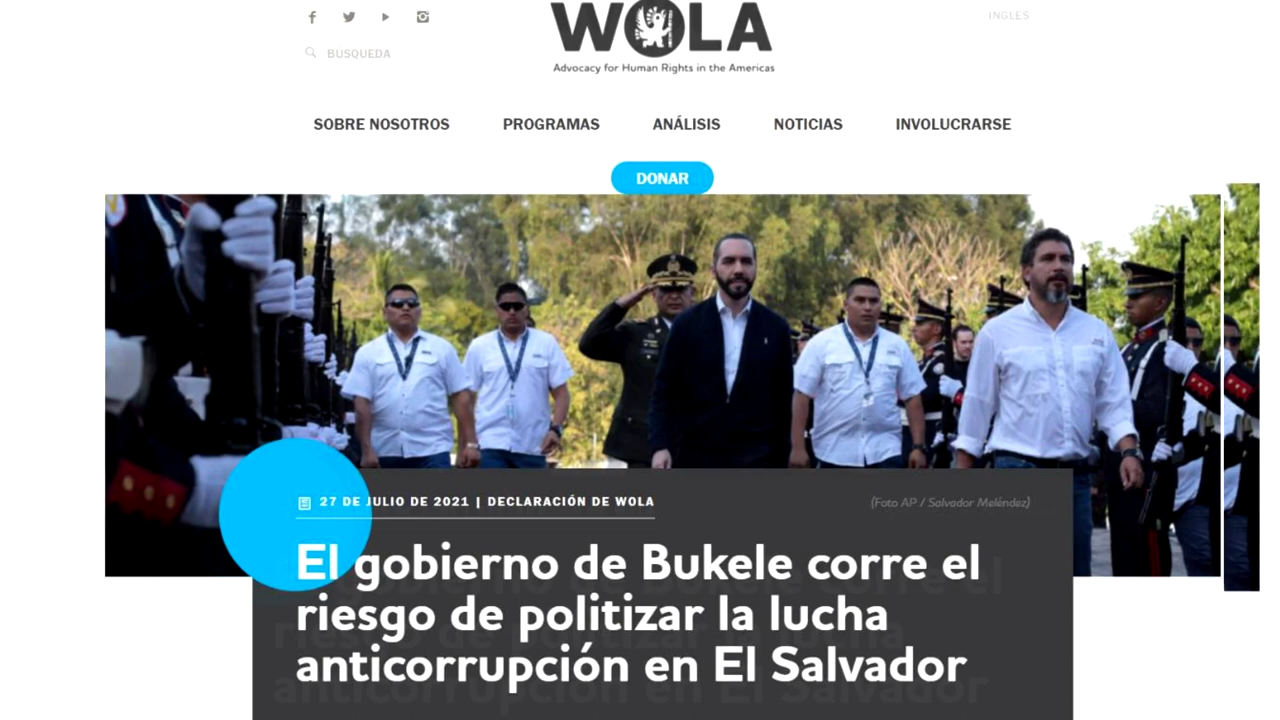 INGLES
BUSQUEDA
WOLA
Advocacy for Human Rights in the Americas
SOBRE NOSOTROS PROGRAMAS ANÁLISIS NOTICIAS INVOLUCRARSE
DONAR
27 DE JULIO DE 2021 | DECLARACIÓN DE WOLA
(Foto AP / Salvador Meléndez)
El gobierno de Bukele corre el
riesgo de politizar la lucha
anticorrupción en El Salvador